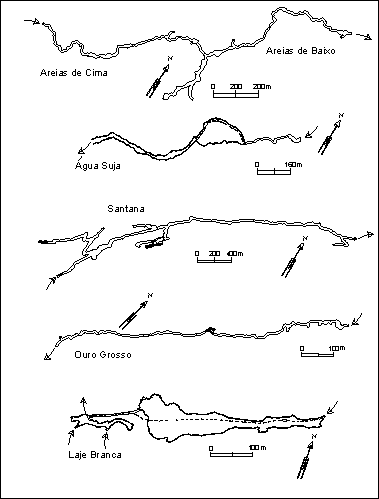 Areias de Cima
Areias de Baixo
N
0 200 200m
Agua Suja
N
0 160m
Santana
0 200 400m
N
N
Ouro Grosso
0 100m
Laje Branca
0 100m
N